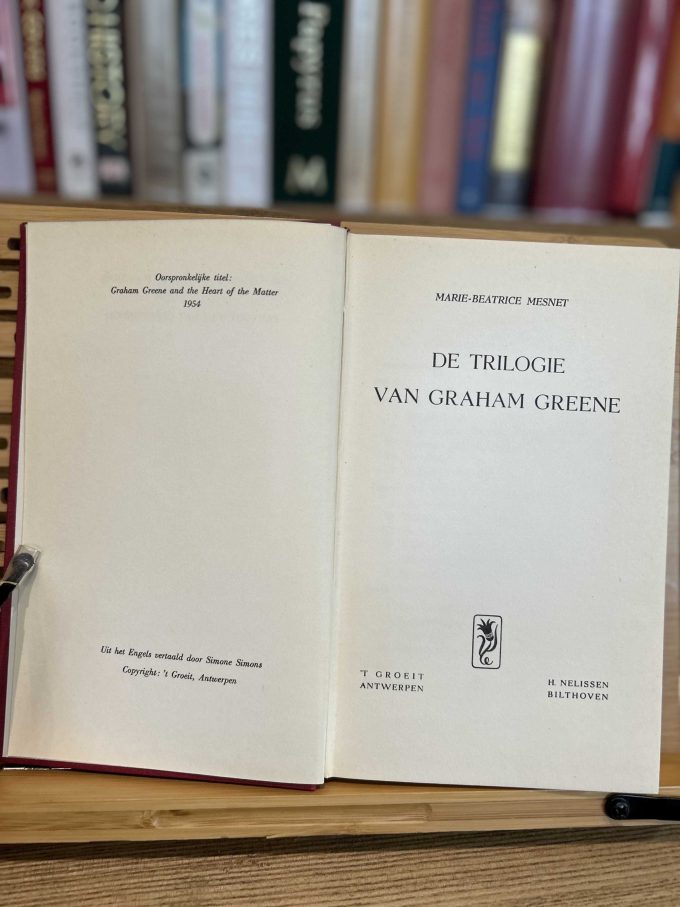 Papyrus
Oorspronkelijke titel:
Graham Greene and the Heart of the Matter
1954
Uit het Engels vertaald door Simone Simons
Copyright: 't Groeit, Antwerpen
MARIE-BEATRICE MESNET
DE TRILOGIE
VAN GRAHAM GREENE
'T GROEIT
ANTWERPEN
H. NELISSEN
BILTHOVEN